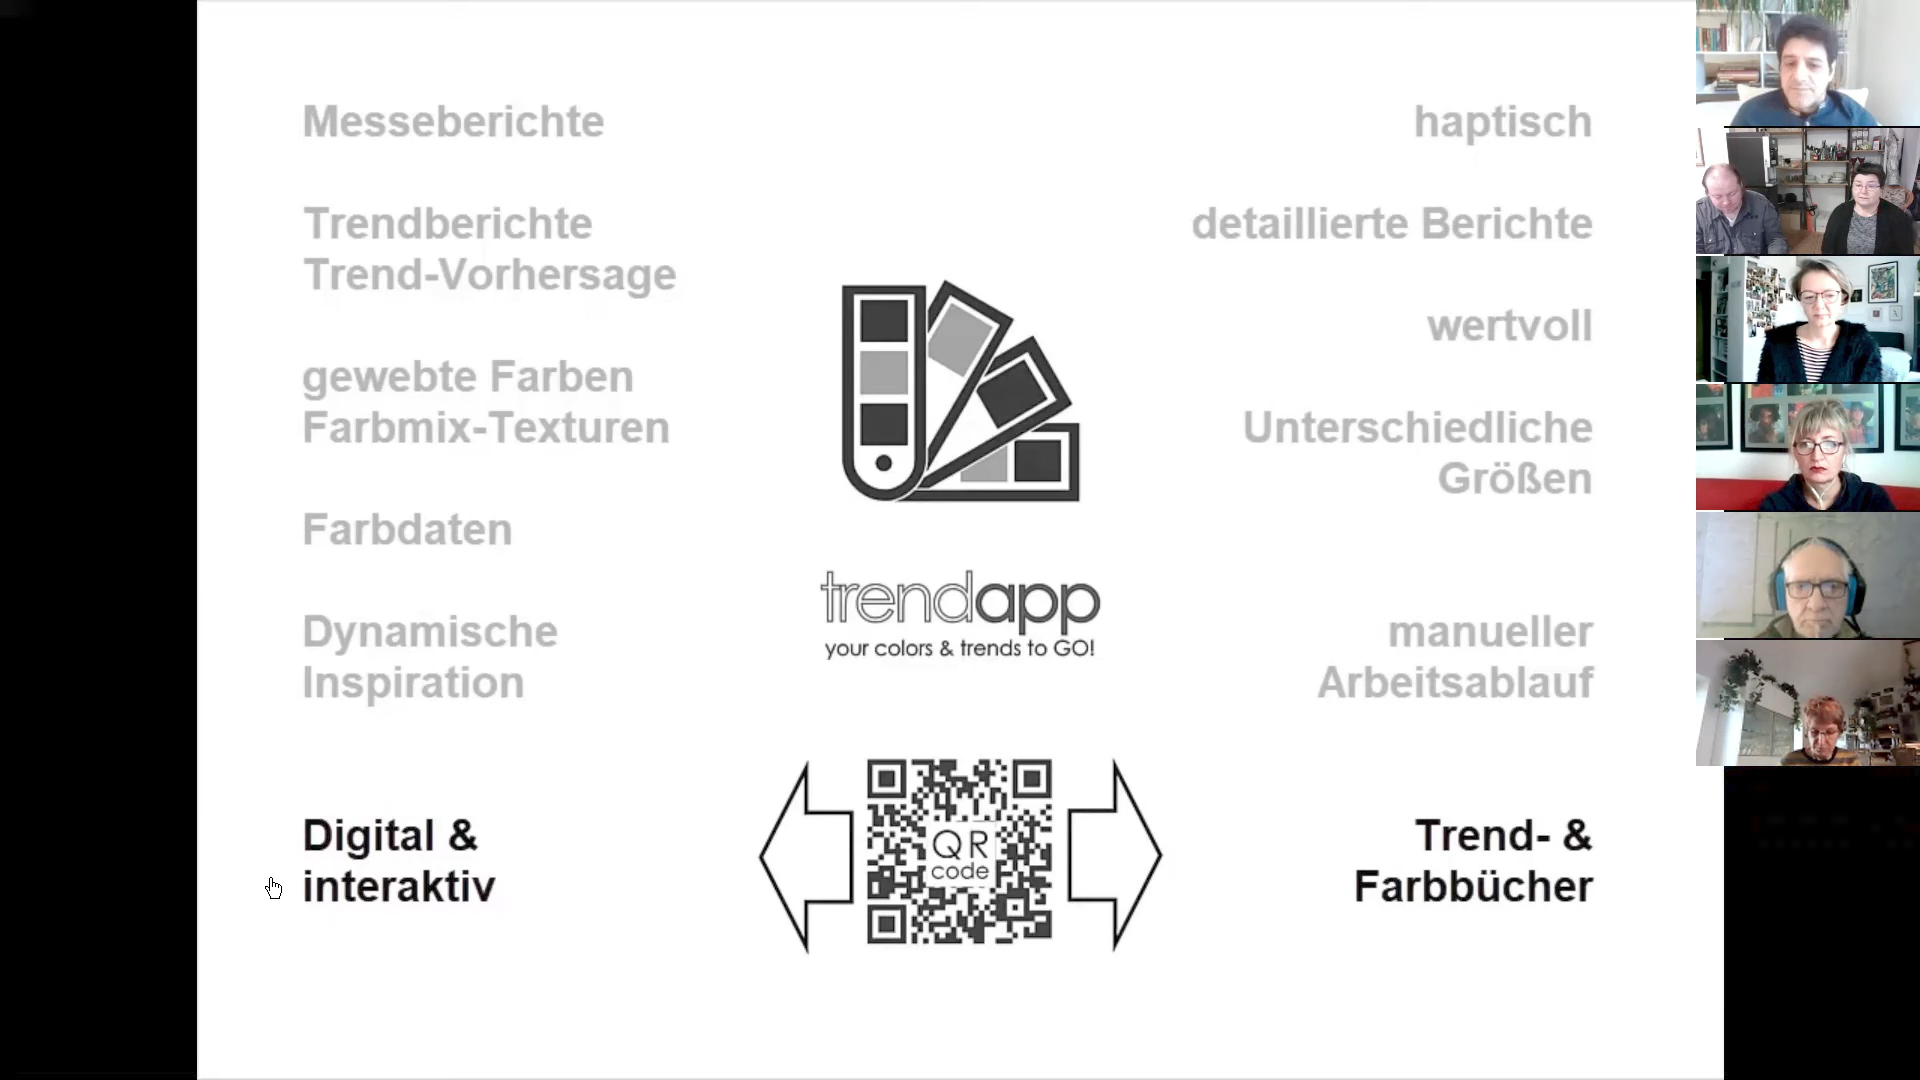 Messeberichte
Trendberichte
Trend-Vorhersage
gewebte Farben
Farbmix-Texturen
Farbdaten
Dynamische
Inspiration
Digital &
interaktiv
trendapp
your colors & trends to GO!
QR
code
haptisch
detaillierte Berichte
wertvoll
Unterschiedliche
Größen
manueller
Arbeitsablauf
Trend- &
Farbbücher